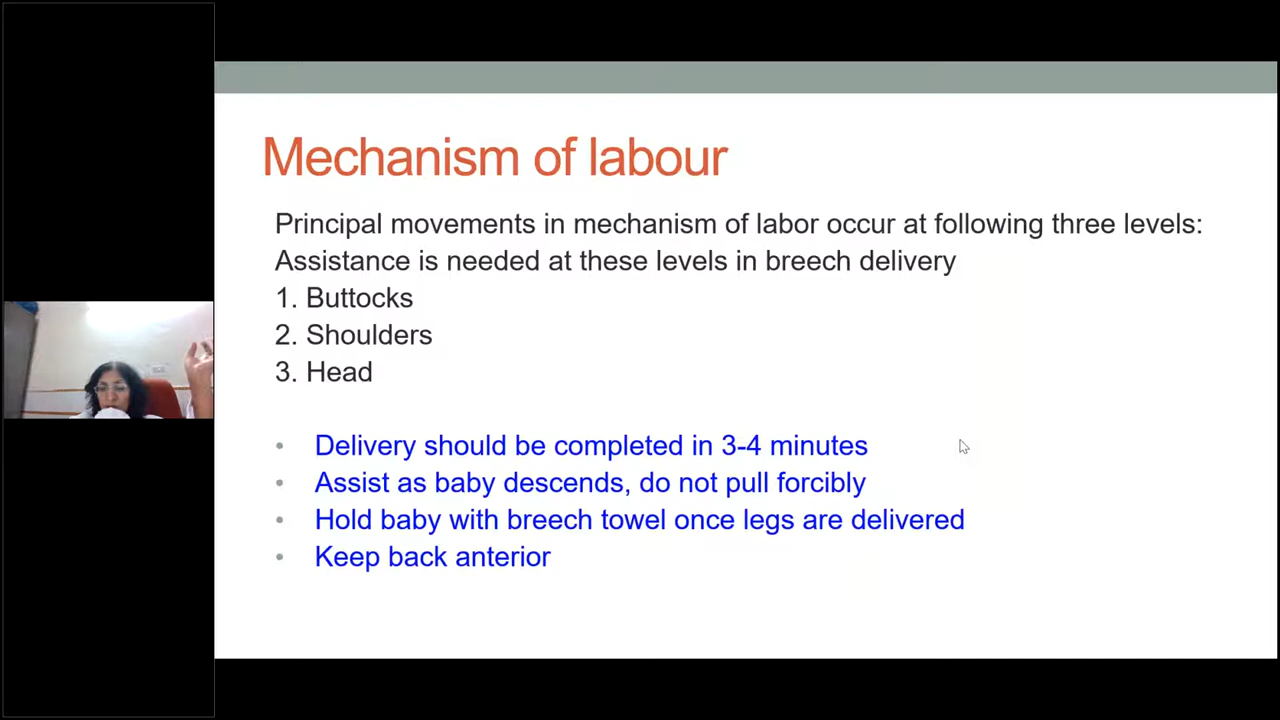 Mechanism of labour
Principal movements in mechanism of labor occur at following three levels:
Assistance is needed at these levels in breech delivery
1. Buttocks
2. Shoulders
3. Head
• Delivery should be completed in 3-4 minutes
• Assist as baby descends, do not pull forcibly
• Hold baby with breech towel once legs are delivered
• Keep back anterior